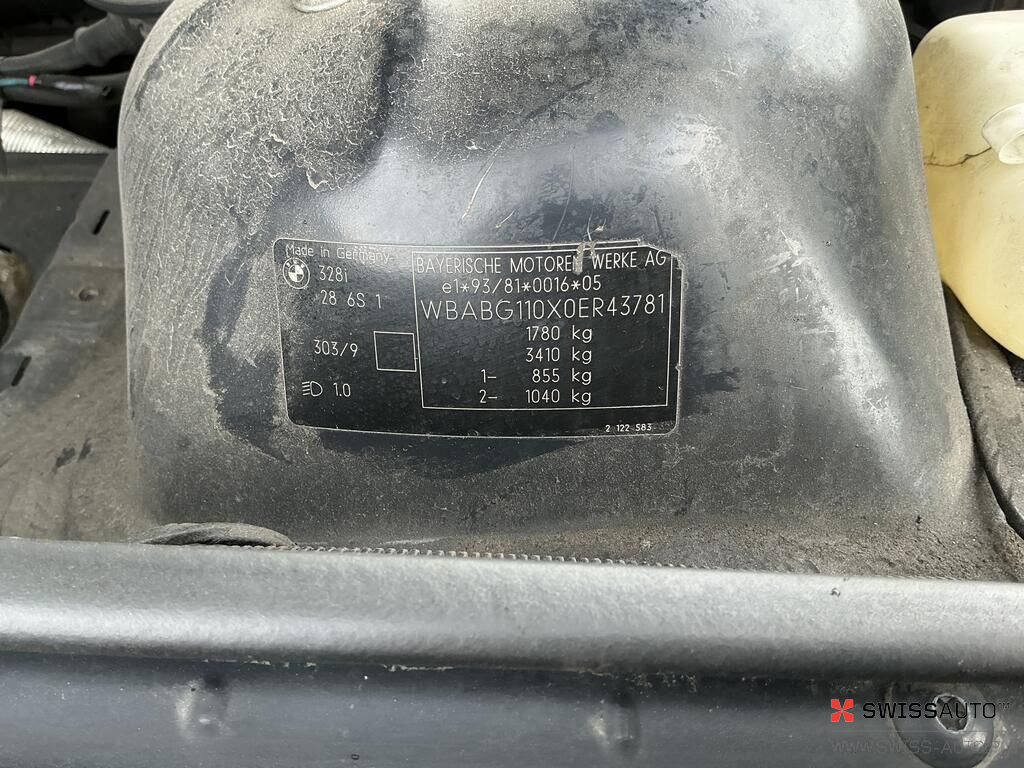 Made in Germany
328i
28 6S 1
303/9
1.0
BAYERISCHE MOTOREN WERKE AG
e1*93/81*0016*05
WBABG110X0ER43781
1780 kg
3410 kg
1- 855 kg
2- 1040 kg
2 122 583
SWISSAUTO